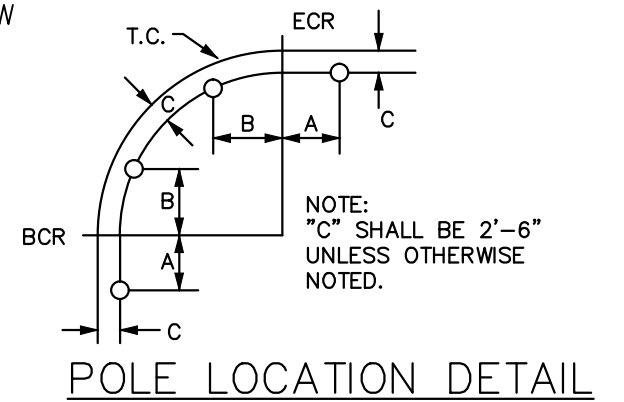 W
ECR
T.C.
C
C
B
A
B
BCR
A
C
NOTE:
"C" SHALL BE 2'-6"
UNLESS OTHERWISE
NOTED.
POLE LOCATION DETAIL